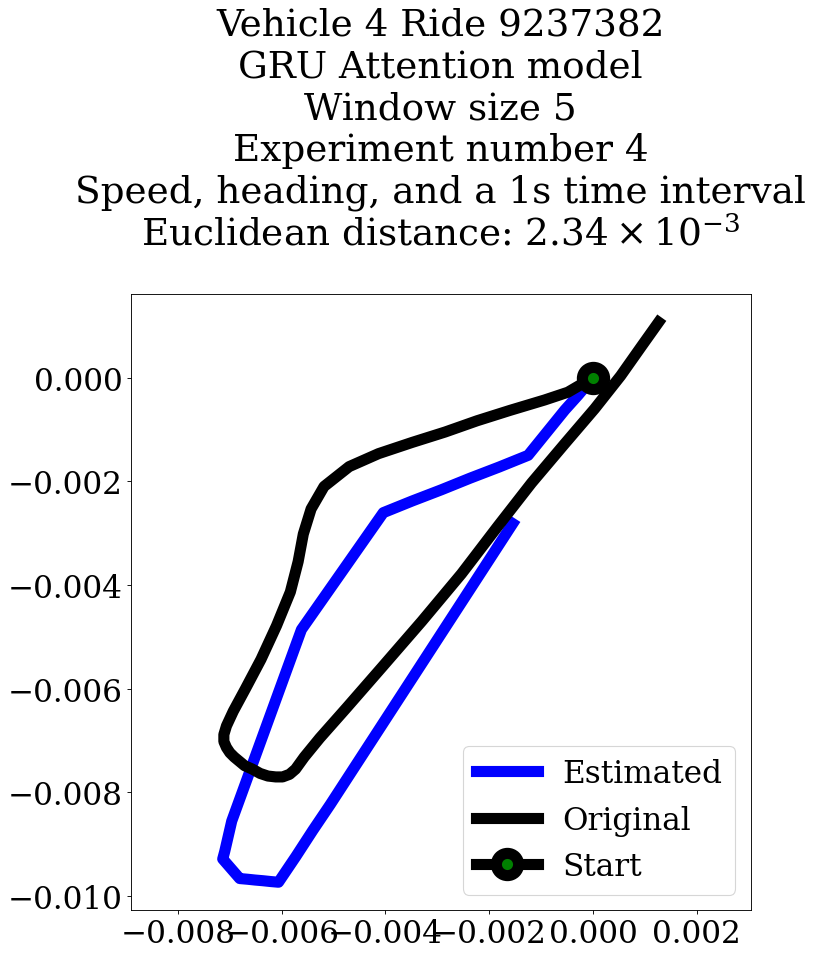 Vehicle 4 Ride 9237382
GRU Attention model
Window size 5
Experiment number 4
Speed, heading, and a 1s time interval
Euclidean distance: 2.34 × 10⁻³
0.000
−0.002
−0.004
−0.006
−0.008
−0.010
Estimated
Original
Start
−0.008 −0.006 −0.004 −0.002 0.000 0.002